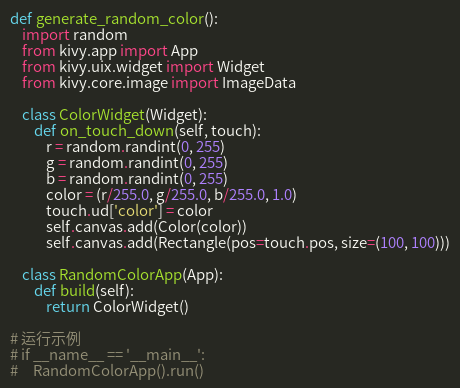 def generate_random_color():
    import random
    from kivy.app import App
    from kivy.uix.widget import Widget
    from kivy.core.image import ImageData

    class ColorWidget(Widget):
        def on_touch_down(self, touch):
            r = random.randint(0, 255)
            g = random.randint(0, 255)
            b = random.randint(0, 255)
            color = (r/255.0, g/255.0, b/255.0, 1.0)
            touch.ud['color'] = color
            self.canvas.add(Color(color))
            self.canvas.add(Rectangle(pos=touch.pos, size=(100, 100)))

    class RandomColorApp(App):
        def build(self):
            return ColorWidget()

# 运行示例
# if __name__ == '__main__':
#    RandomColorApp().run()